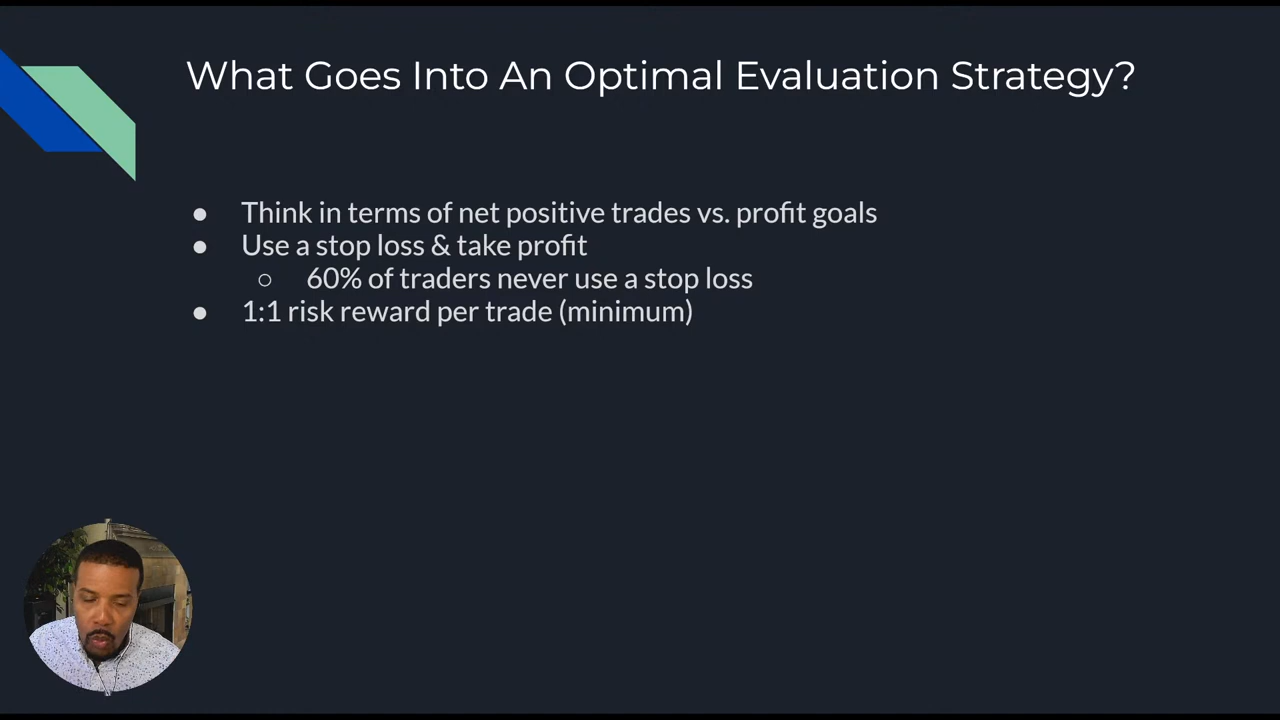 What Goes Into An Optimal Evaluation Strategy?
● Think in terms of net positive trades vs. profit goals
● Use a stop loss & take profit
○ 60% of traders never use a stop loss
● 1:1 risk reward per trade (minimum)